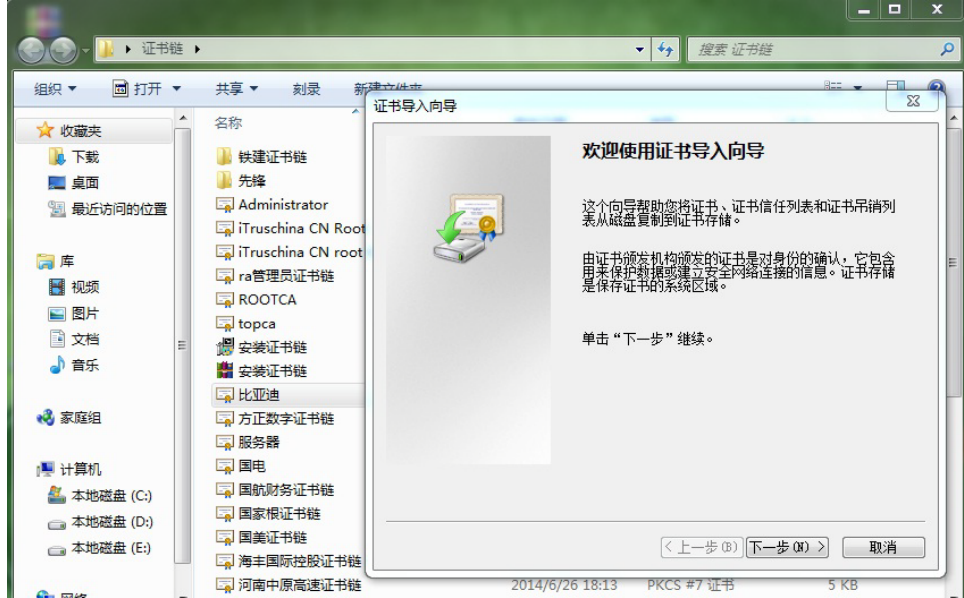 证书链
搜索 证书链
组织
打开
共享
刻录
新建文件夹
名称
收藏夹
下载
桌面
最近访问的位置
库
视频
图片
文档
音乐
家庭组
计算机
本地磁盘 (C:)
本地磁盘 (D:)
本地磁盘 (E:)
网络
铁建证书链
先锋
Administrator
iTruschina CN Root
iTruschina CN root
ra管理员证书链
ROOTCA
topca
安装证书链
安装证书链
比亚迪
方正数字证书链
服务器
国电
国航财务证书链
国家根证书链
国美证书链
海丰国际控股证书链
河南中原高速证书链
2014/6/26 18:13
PKCS #7 证书
5 KB
证书导入向导
欢迎使用证书导入向导
这个向导帮助您将证书、证书信任列表和证书吊销列
表从磁盘复制到证书存储。
由证书颁发机构颁发的证书是对身份的确认，它包含
用来保护数据或建立安全网络连接的信息。证书存储
是保存证书的系统区域。
单击“下一步”继续。
< 上一步(B)
下一步(N) >
取消